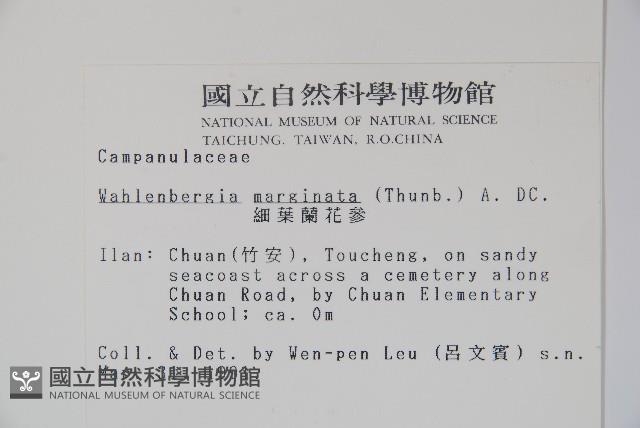 國立自然科學博物館
NATIONAL MUSEUM OF NATURAL SCIENCE
TAICHUNG, TAIWAN, R.O.CHINA
Campanulaceae
Wahlenbergia marginata (Thunb.) A. DC.
細葉蘭花參
Ilan: Chuan(竹安), Toucheng, on sandy
seacoast across a cemetery along
Chuan Road, by Chuan Elementary
School; ca. 0m
Coll. & Det. by Wen-pen Leu (呂文賓) s.n.
國立自然科學博物館
NATIONAL MUSEUM OF NATURAL SCIENCE